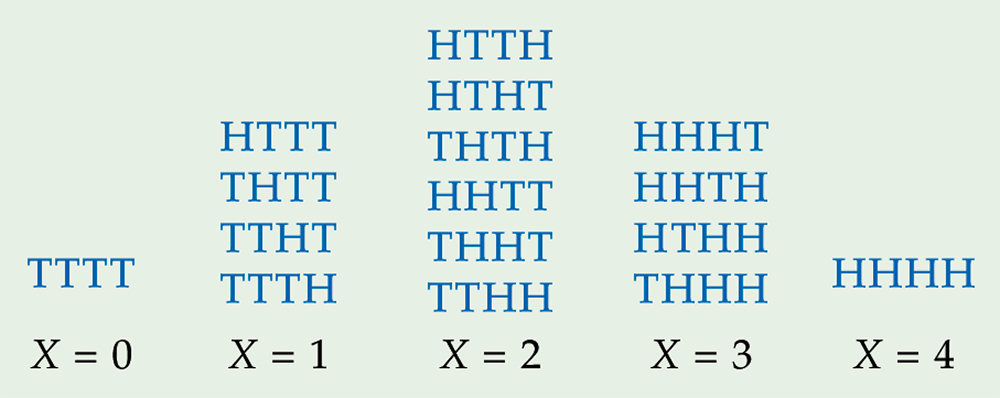 TTTT
X = 0
HTTT
THTT
TTHT
TTTH
X = 1
HTTH
HTHT
THTH
HHTT
THHT
TTHH
X = 2
HHHT
HHTH
HTHH
THHH
X = 3
HHHH
X = 4